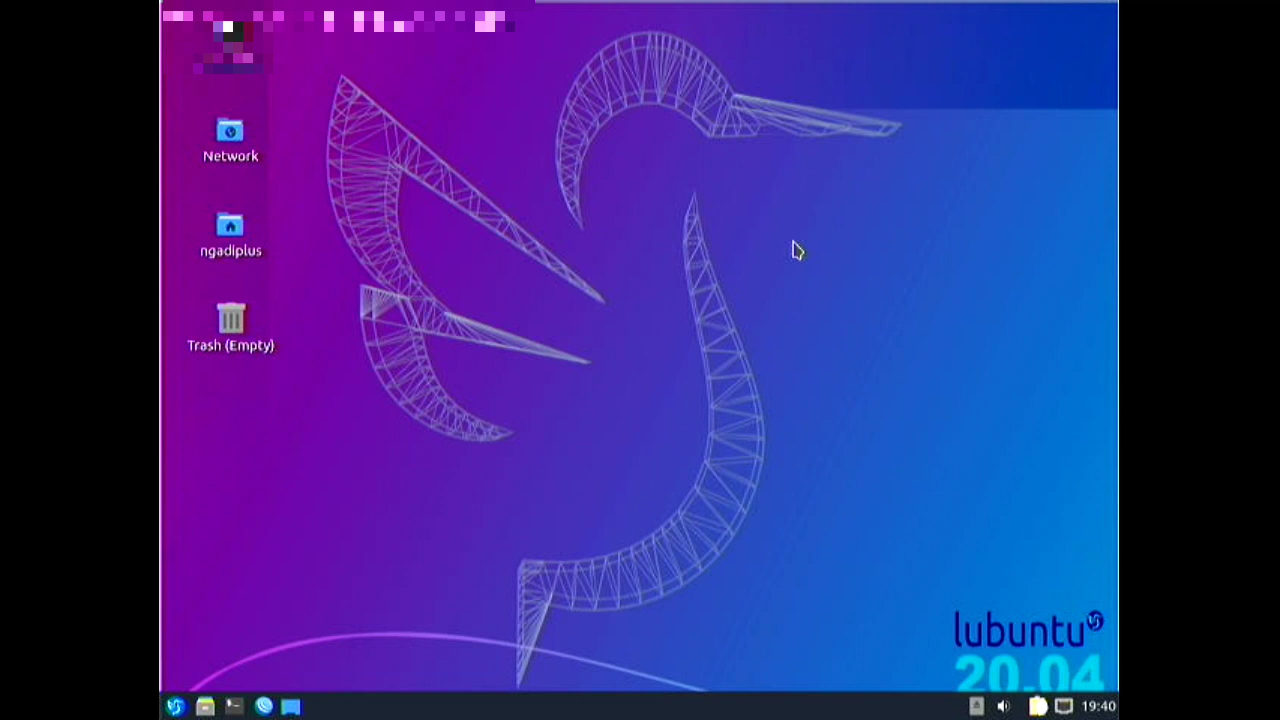 Network
ngadiplus
Trash (Empty)
lubuntu
20.04
19:40